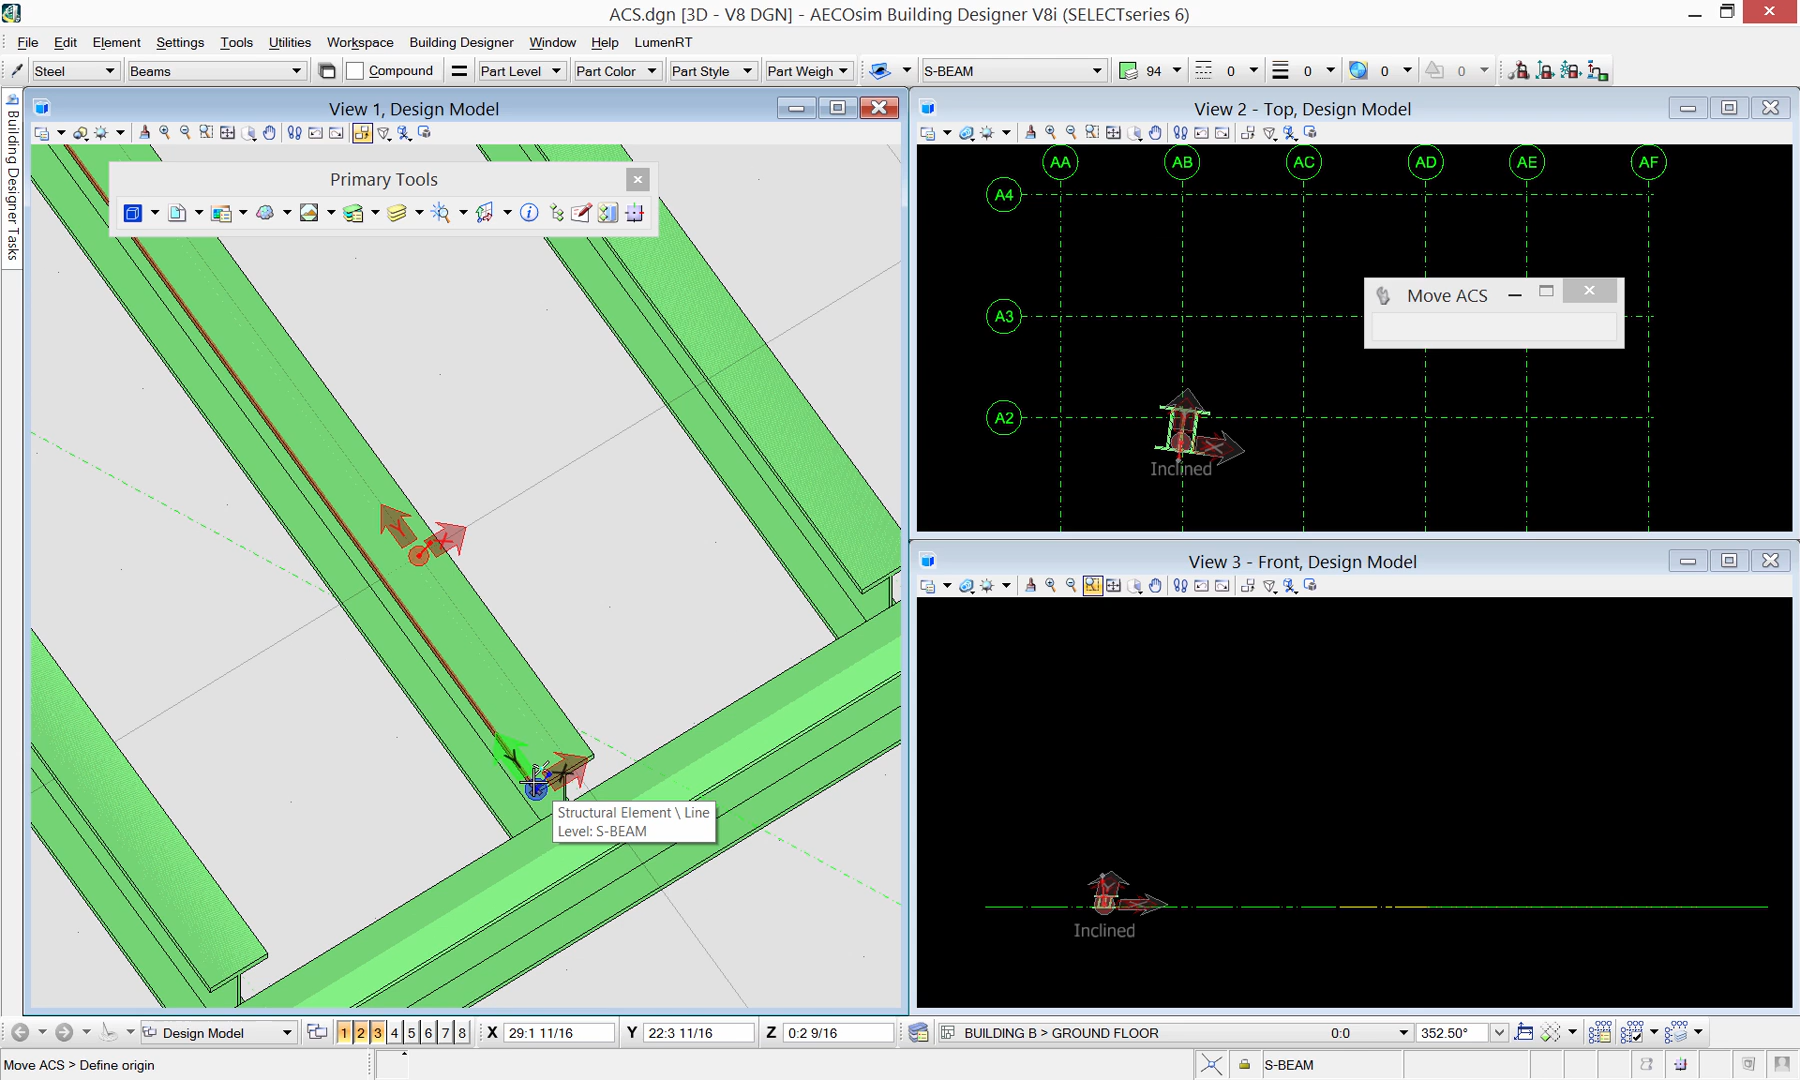 ACS.dgn [3D - V8 DGN] - AECOsim Building Designer V8i (SELECTseries 6)
File Edit Element Settings Tools Utilities Workspace Building Designer Window Help LumenRT
Steel Beams Compound Part Level Part Color Part Style Part Weigh S-BEAM 94 0 0 0 0
Building Designer Tasks
View 1, Design Model
Primary Tools
Y X
Y X
Structural Element \ Line
Level: S-BEAM
View 2 - Top, Design Model
AA AB AC AD AE AF
A4
A3
A2
Move ACS
X
Inclined
View 3 - Front, Design Model
Y X
Inclined
Design Model 1 2 3 4 5 6 7 8 X 29:1 11/16 Y 22:3 11/16 Z 0:2 9/16 BUILDING B > GROUND FLOOR 0:0 352.50°
Move ACS > Define origin S-BEAM